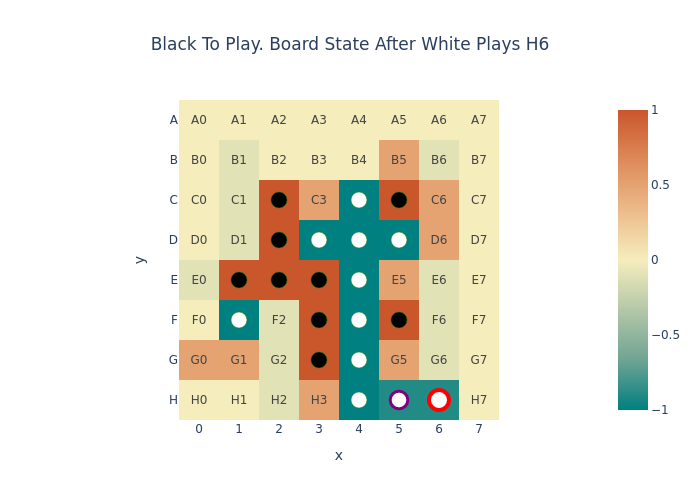 Black To Play. Board State After White Plays H6
A A0 A1 A2 A3 A4 A5 A6 A7 1
B B0 B1 B2 B3 B4 B5 B6 B7
C C0 C1 C3 C6 C7 0.5
D D0 D1 D6 D7
y 0
E E0 E5 E6 E7
F F0 F2 F6 F7 −0.5
G G0 G1 G2 G5 G6 G7
H H0 H1 H2 H3 H7 −1
0 1 2 3 4 5 6 7
x